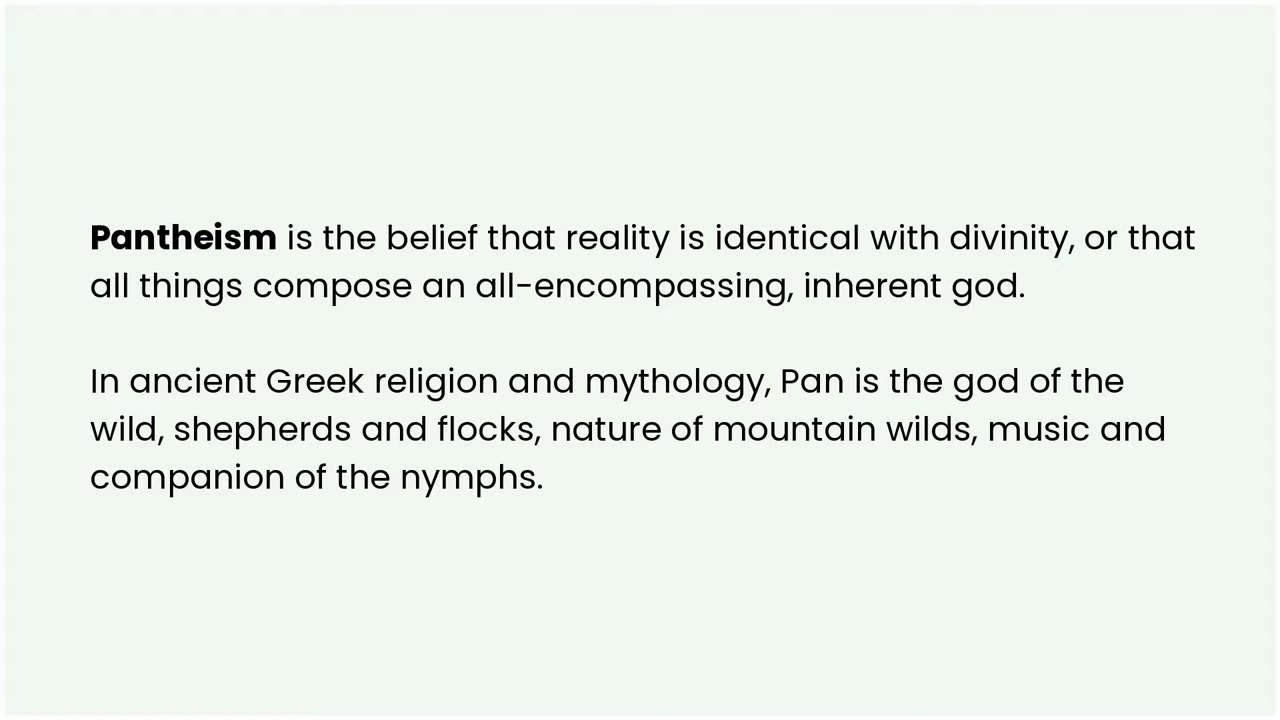 Pantheism is the belief that reality is identical with divinity, or that
all things compose an all-encompassing, inherent god.
In ancient Greek religion and mythology, Pan is the god of the
wild, shepherds and flocks, nature of mountain wilds, music and
companion of the nymphs.